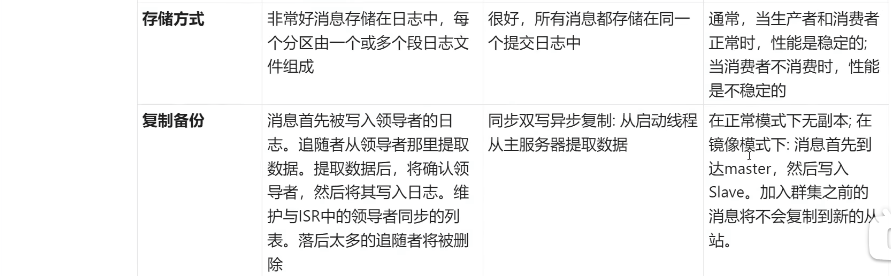 存储方式
非常好消息存储在日志中，每
个分区由一个或多个段日志文
件组成
很好，所有消息都存储在同一
个提交日志中
通常，当生产者和消费者
正常时，性能是稳定的;
当消费者不消费时，性能
是不稳定的
复制备份
消息首先被写入领导者的日
志。追随者从领导者那里提取
数据。提取数据后，将确认领
导者，然后将其写入日志。维
护与ISR中的领导者同步的列
表。落后太多的追随者将被删
除
同步双写异步复制: 从启动线程
从主服务器提取数据
在正常模式下无副本; 在
镜像模式下: 消息首先到
达master，然后写入
Slave。加入群集之前的
消息将不会复制到新的从
站。